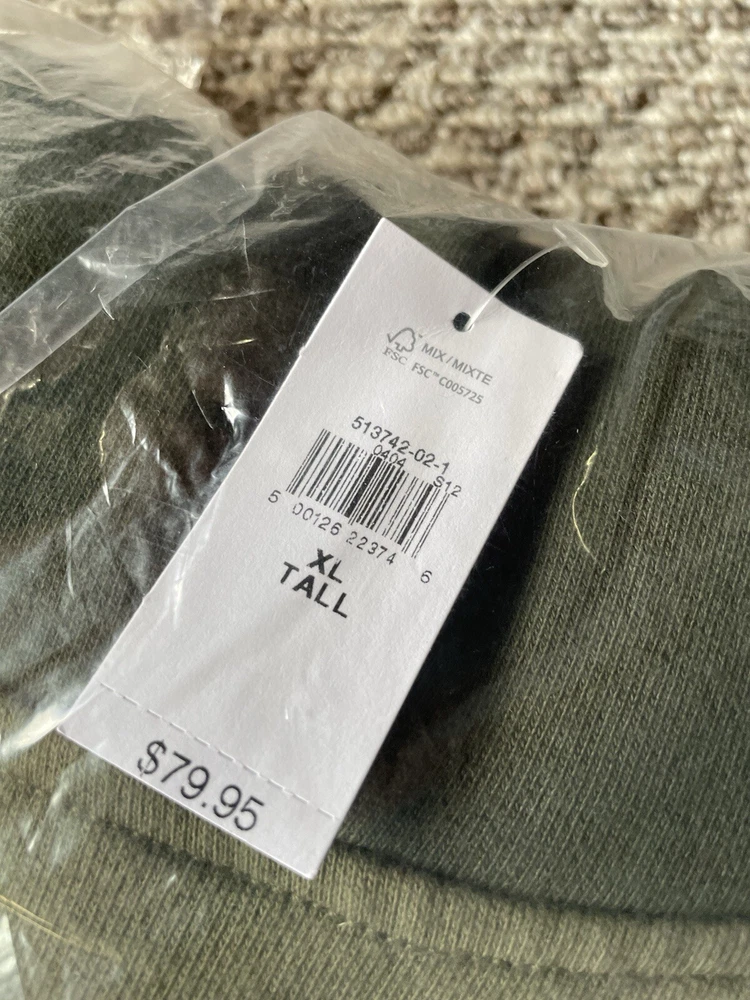 MIX/MIXTE
FSC FSC™ C005725
513742-02-1
0404
S12
5 00126 22374 6
XL
TALL
$79.95